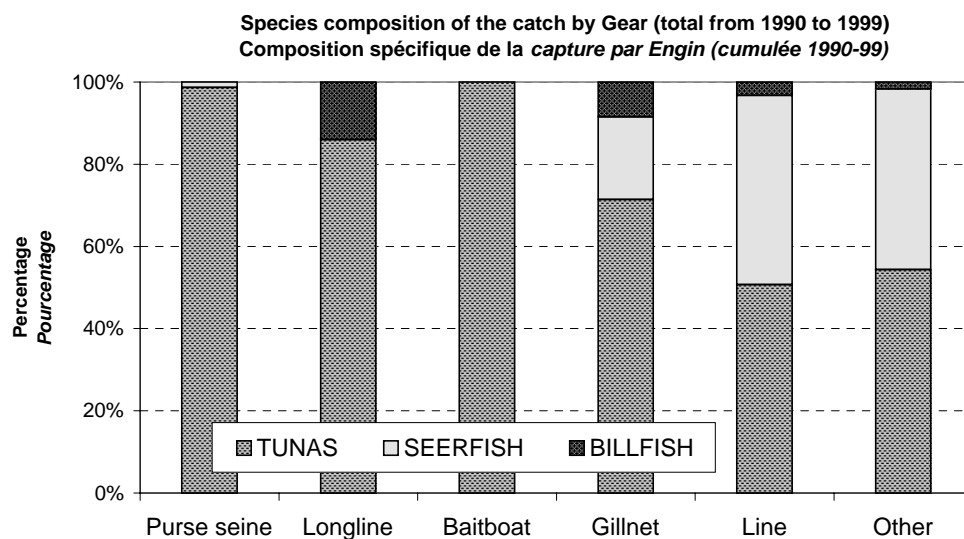 Species composition of the catch by Gear (total from 1990 to 1999)
Composition spécifique de la capture par Engin (cumulée 1990-99)
Percentage
Pourcentage
100%
80%
60%
40%
20%
0%
TUNAS SEERFISH BILLFISH
Purse seine Longline Baitboat Gillnet Line Other